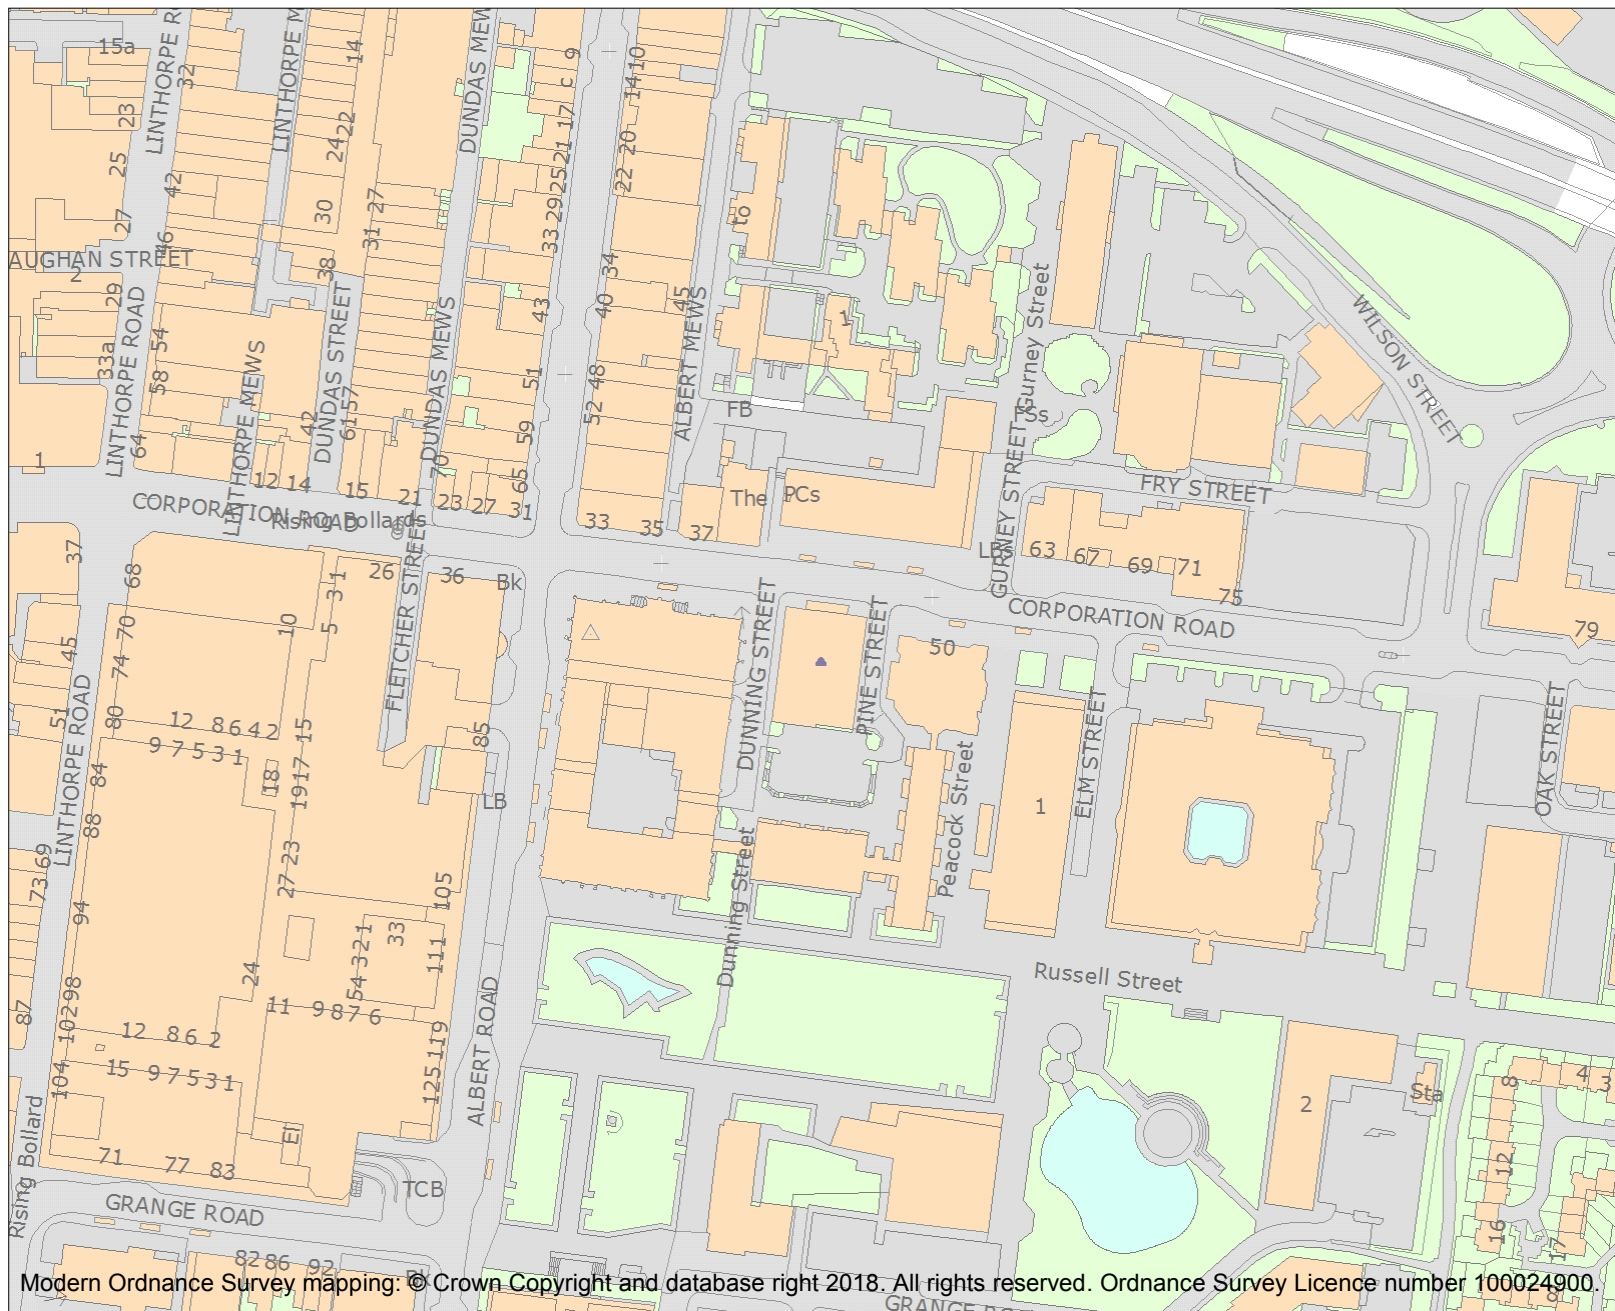 15a
LINTHORPE R
32
LINTHORPE M
14
DUNDAS MEW
9
c
17
14 10
23
24 22
21
25
29
33
20
22
25
42
27
30
31 27
46
to
AUGHAN STREET
2
38
34
29
LINTHORPE ROAD
54
DUNDAS STREET
DUNDAS MEWS
43
40
45
ALBERT MEWS
1
Gurney Street
WILSON STREET
33a
58
LINTHORPE MEWS
51
48
42
61 57
52
FB
TSs
64
59
1
12 14
15
70
21
23
27
65
31
33
35
37
The
PCs
GURNEY STREET
FRY STREET
CORPORATION ROAD
Rising Bollards
LBs
63
67
69
71
75
37
68
31
26
36
Bk
FLETCHER STREET
CORPORATION ROAD
79
45
70
10
5
DUNNING STREET
PINE STREET
50
74
LINTHORPE ROAD
51
80
12 8 6 4 2
15
85
ELM STREET
OAK STREET
9 7 5 3 1
84
18
19 17
LB
Peacock Street
1
88
69
73
27 23
105
Dunning Street
94
33
3 2 1
111
24
54
Russell Street
87
102 98
11 9 8 7 6
ALBERT ROAD
12 8 6 2
119
104
15 9 7 5 3 1
125
2
Sta
8
4
3
Rising Bollard
El
71
77
83
TCB
12
GRANGE ROAD
16
17
82 86
92
Bk
Modern Ordnance Survey mapping: © Crown Copyright and database right 2018. All rights reserved. Ordnance Survey Licence number 100024900.
GRANGE RO